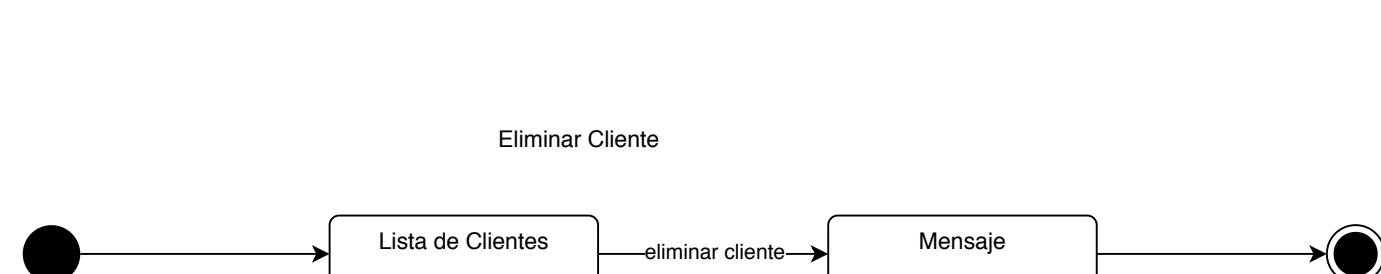 Eliminar Cliente
Lista de Clientes
eliminar cliente
Mensaje